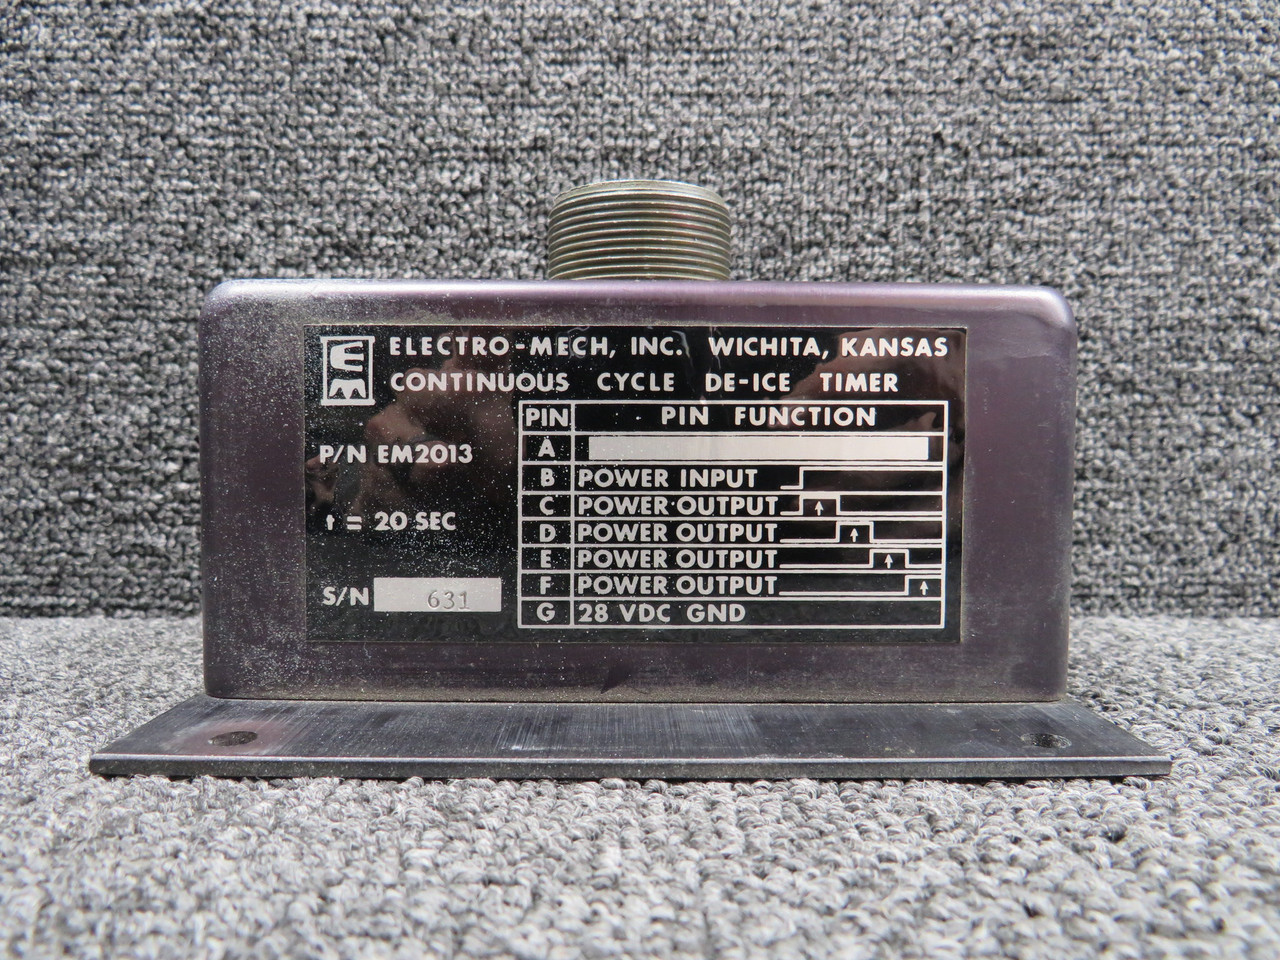 EM
ELECTRO-MECH, INC. WICHITA, KANSAS
CONTINUOUS CYCLE DE-ICE TIMER
P/N EM2013
t = 20 SEC
S/N 631
PIN PIN FUNCTION
A
B POWER INPUT
C POWER OUTPUT
D POWER OUTPUT
E POWER OUTPUT
F POWER OUTPUT
G 28 VDC GND